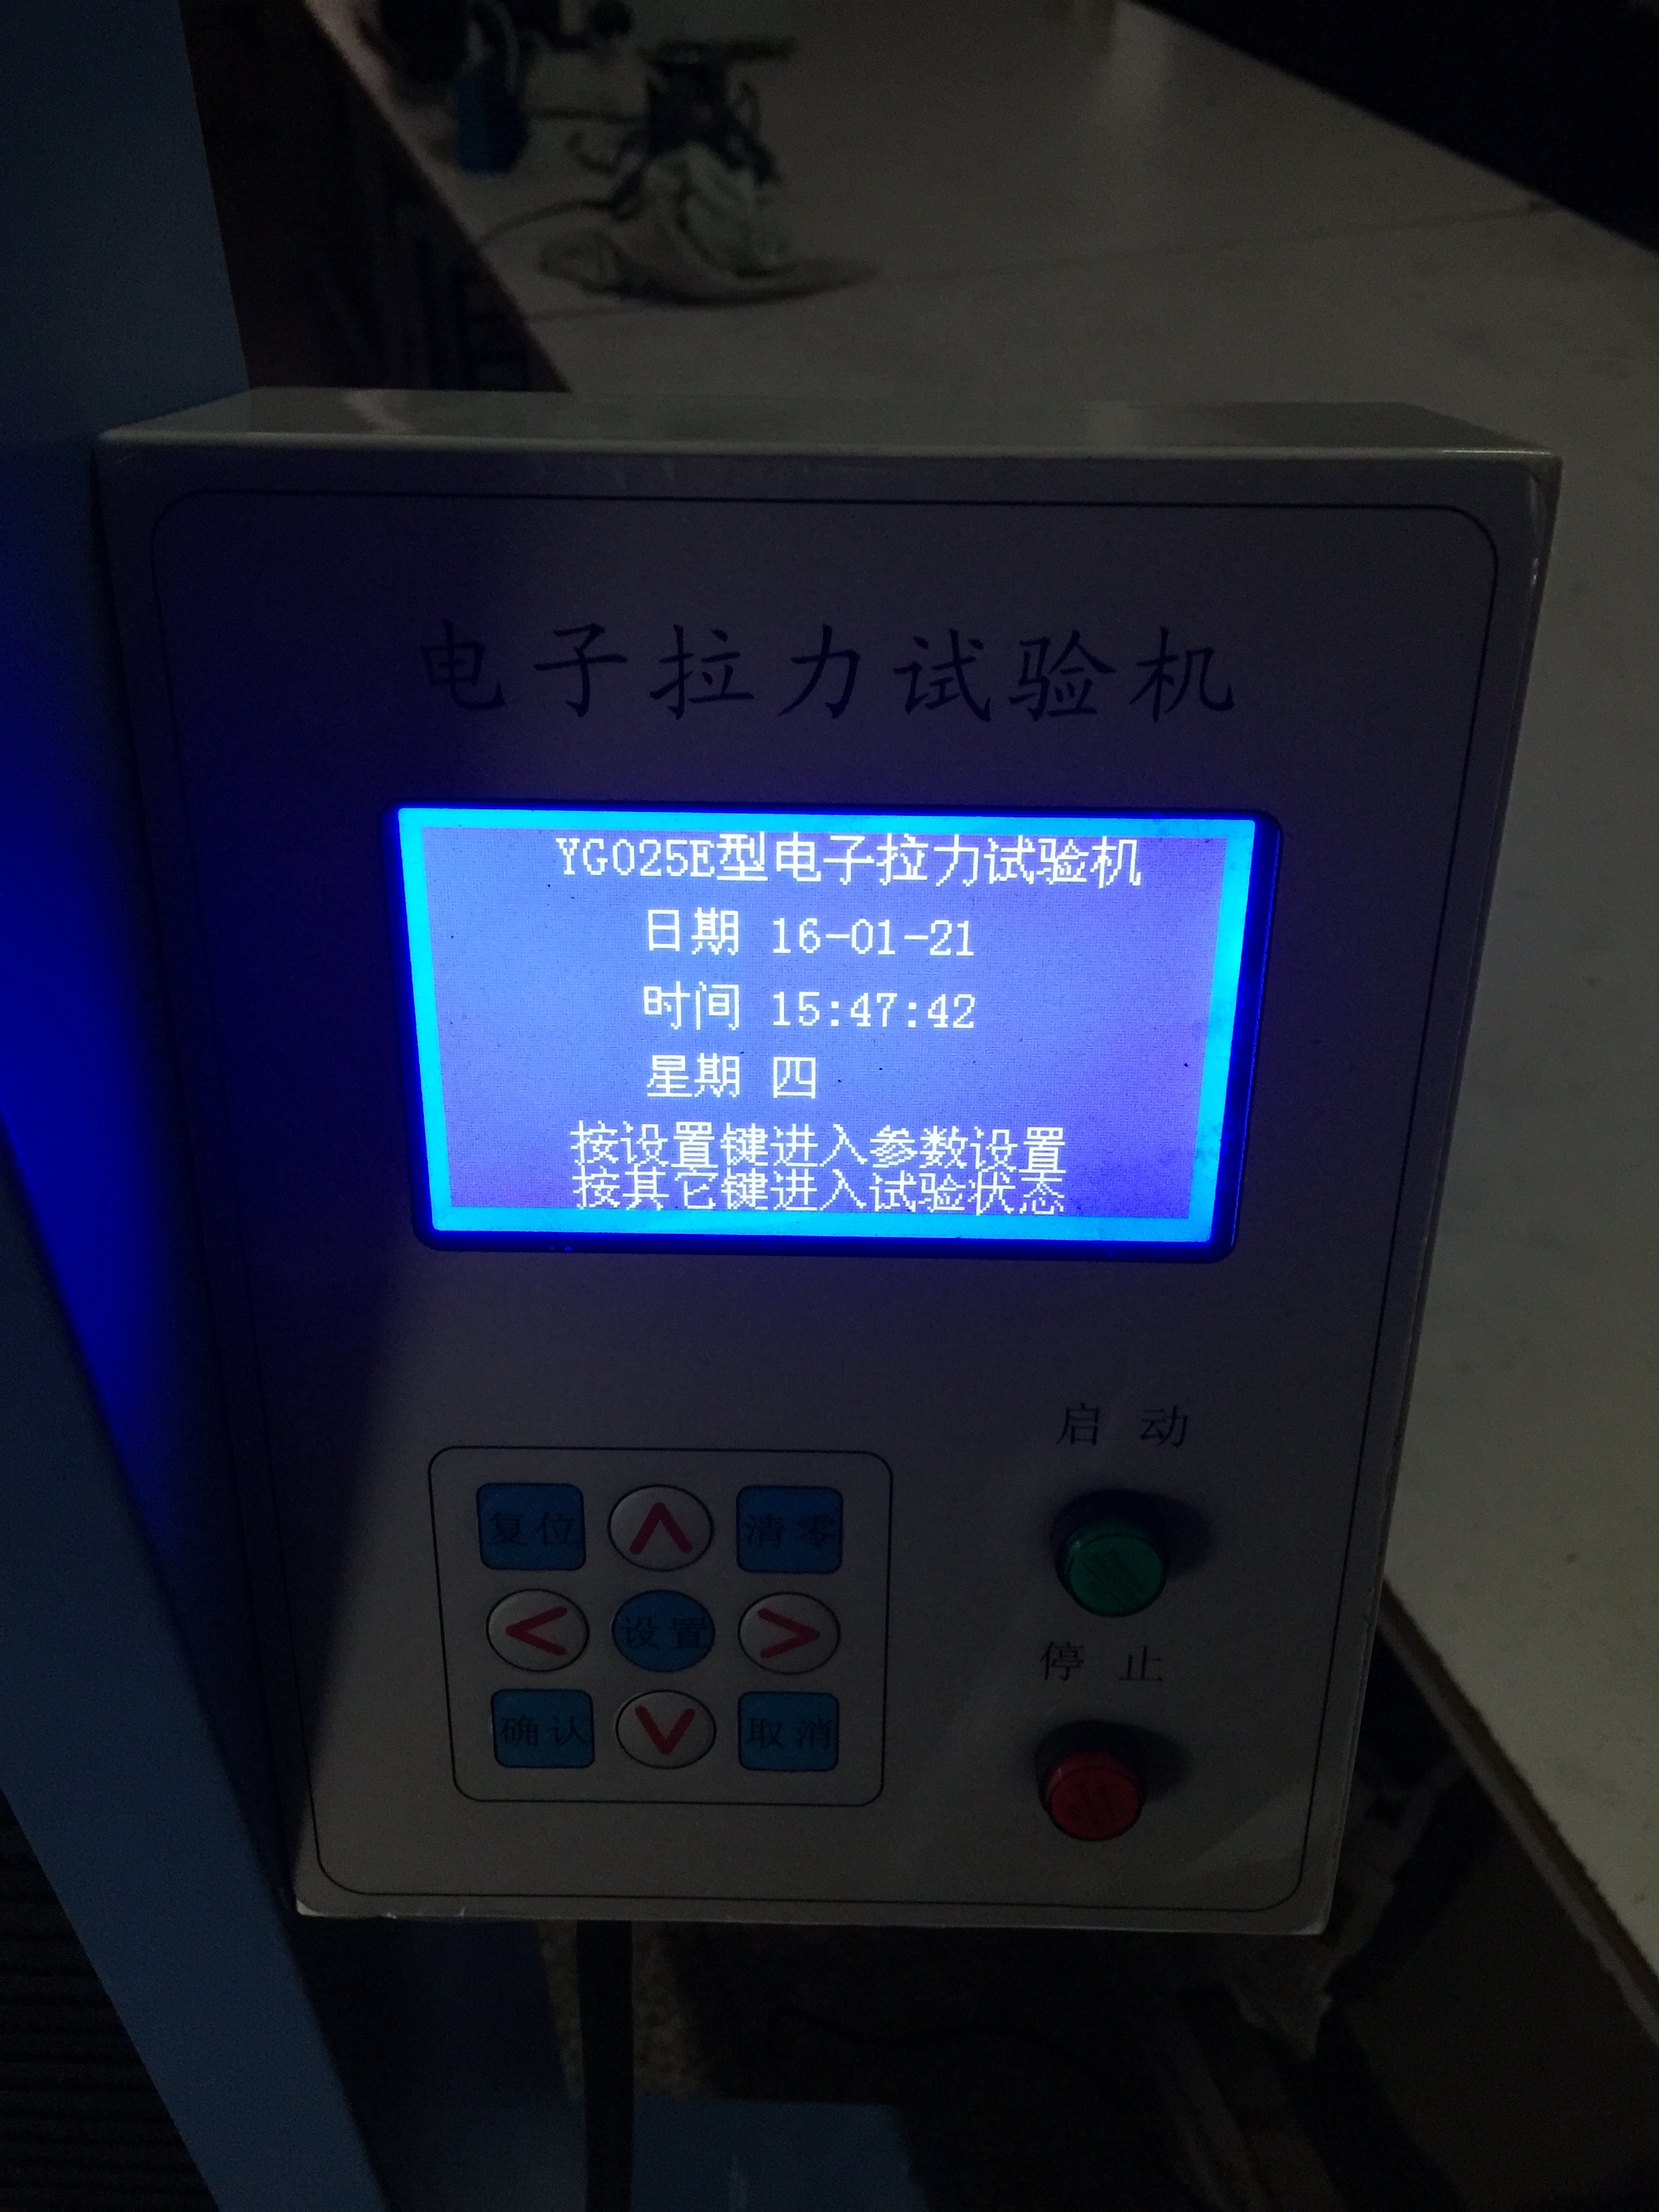 电子拉力试验机
YG025E型电子拉力试验机
日期 16-01-21
时间 15:47:42
星期 四
按设置键进入参数设置
按其它键进入试验状态
启动
复位 清零
设置
停止
确认 取消